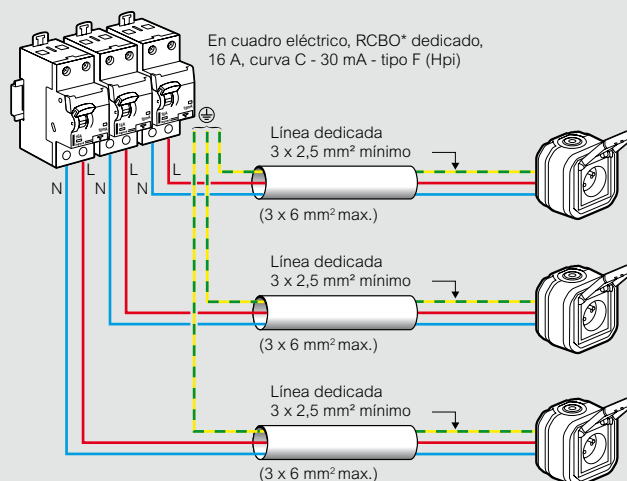 En cuadro eléctrico, RCBO* dedicado,
16 A, curva C - 30 mA - tipo F (Hpi)
Línea dedicada
3 x 2,5 mm² mínimo
L
L
L
N
N
N
(3 x 6 mm² max.)
Línea dedicada
3 x 2,5 mm² mínimo
(3 x 6 mm² max.)
Línea dedicada
3 x 2,5 mm² mínimo
(3 x 6 mm² max.)